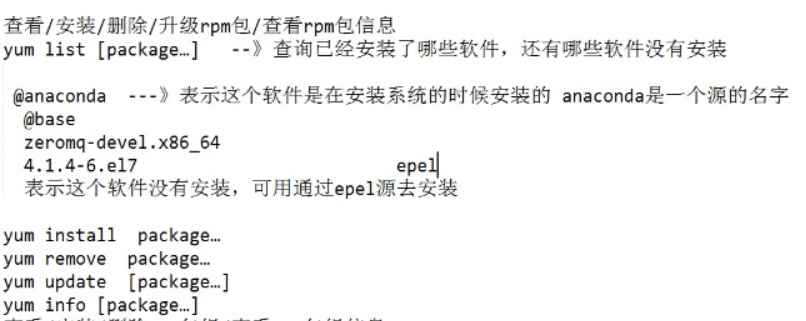 查看/安装/删除/升级rpm包/查看rpm包信息
yum list [package…]   --》查询已经安装了哪些软件，还有哪些软件没有安装
@anaconda  ---》表示这个软件是在安装系统的时候安装的 anaconda是一个源的名字
@base
zeromq-devel.x86_64
4.1.4-6.el7                        epel
表示这个软件没有安装，可用通过epel源去安装
yum install  package…
yum remove  package…
yum update  [package…]
yum info [package…]